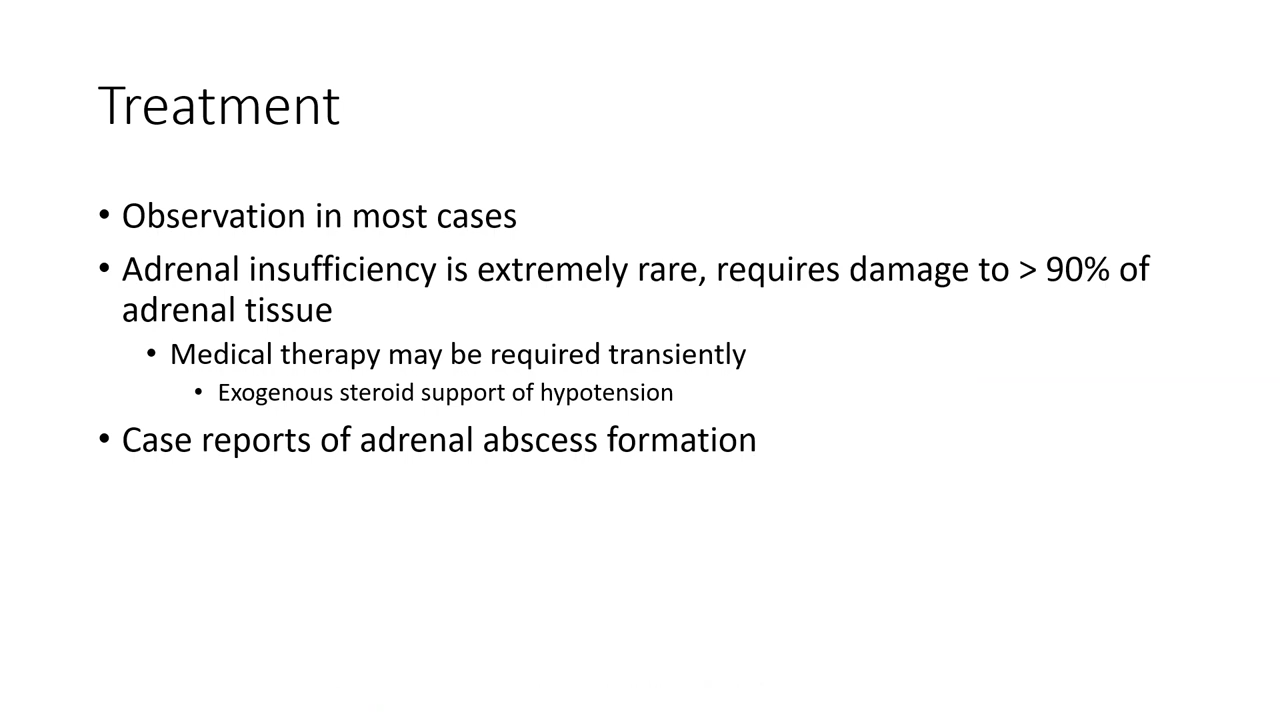 Treatment
• Observation in most cases
• Adrenal insufficiency is extremely rare, requires damage to > 90% of
adrenal tissue
• Medical therapy may be required transiently
• Exogenous steroid support of hypotension
• Case reports of adrenal abscess formation